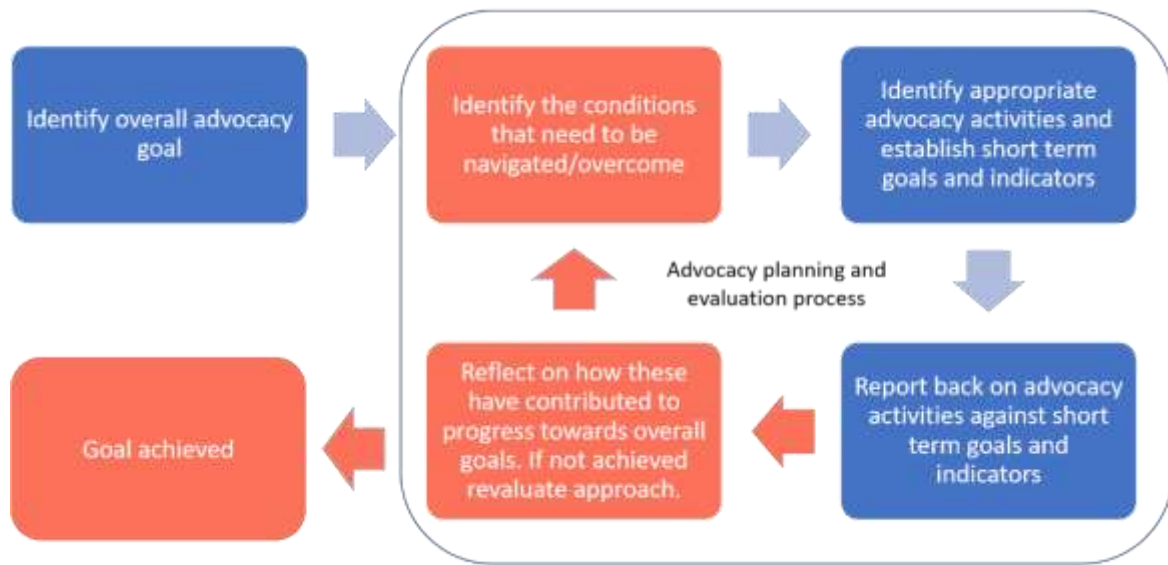 Identify overall advocacy
goal
Identify the conditions
that need to be
navigated/overcome
Identify appropriate
advocacy activities and
establish short term
goals and indicators
Advocacy planning and
evaluation process
Report back on advocacy
activities against short
term goals and
indicators
Reflect on how these
have contributed to
progress towards overall
goals. If not achieved
revaluate approach.
Goal achieved